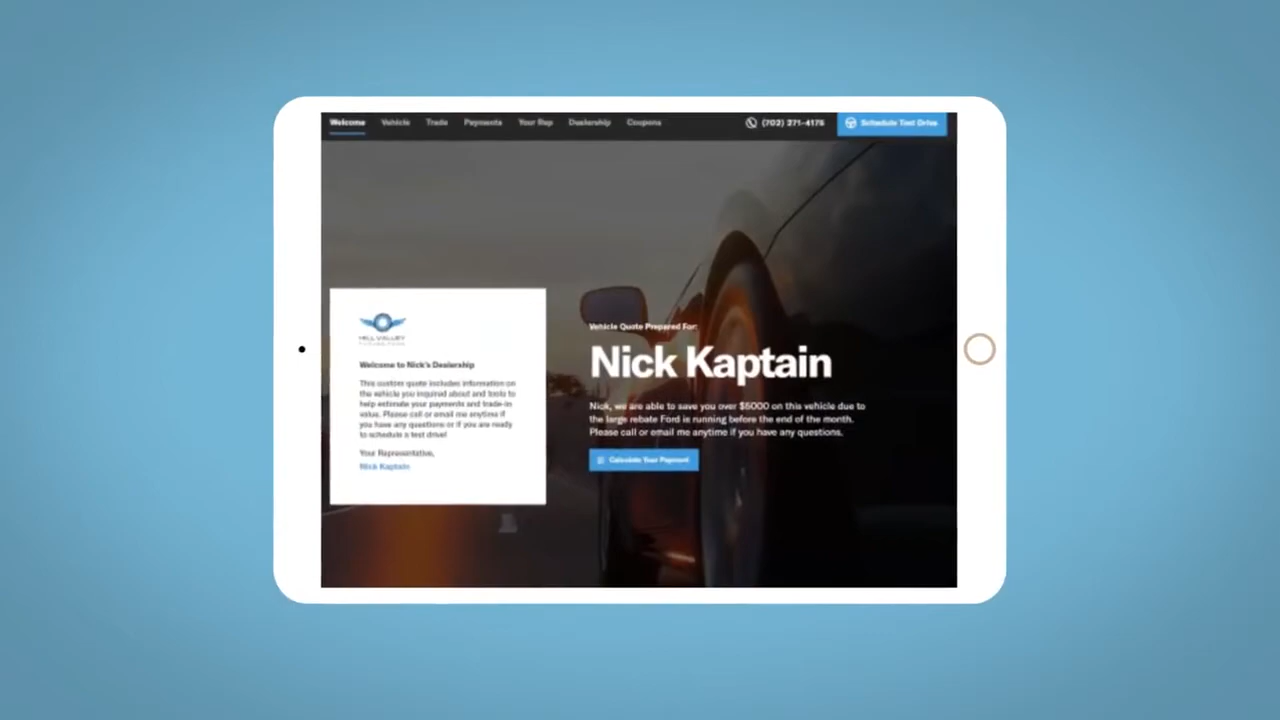 Welcome Vehicle Trade Payments Your Rep Dealership Coupons (702) 271-4175 Schedule Test Drive
HILL VALLEY
Welcome to Nick's Dealership
This custom quote includes information on
the vehicle you inquired about and tools to
help estimate your payments and trade-in
value. Please call or email me anytime if
you have any questions or if you are ready
to schedule a test drive!
Your Representative,
Nick Kaptain
Vehicle Quote Prepared For:
Nick Kaptain
Nick, we are able to save you over $5000 on this vehicle due to
the large rebate Ford is running before the end of the month.
Please call or email me anytime if you have any questions.
Calculate Your Payment